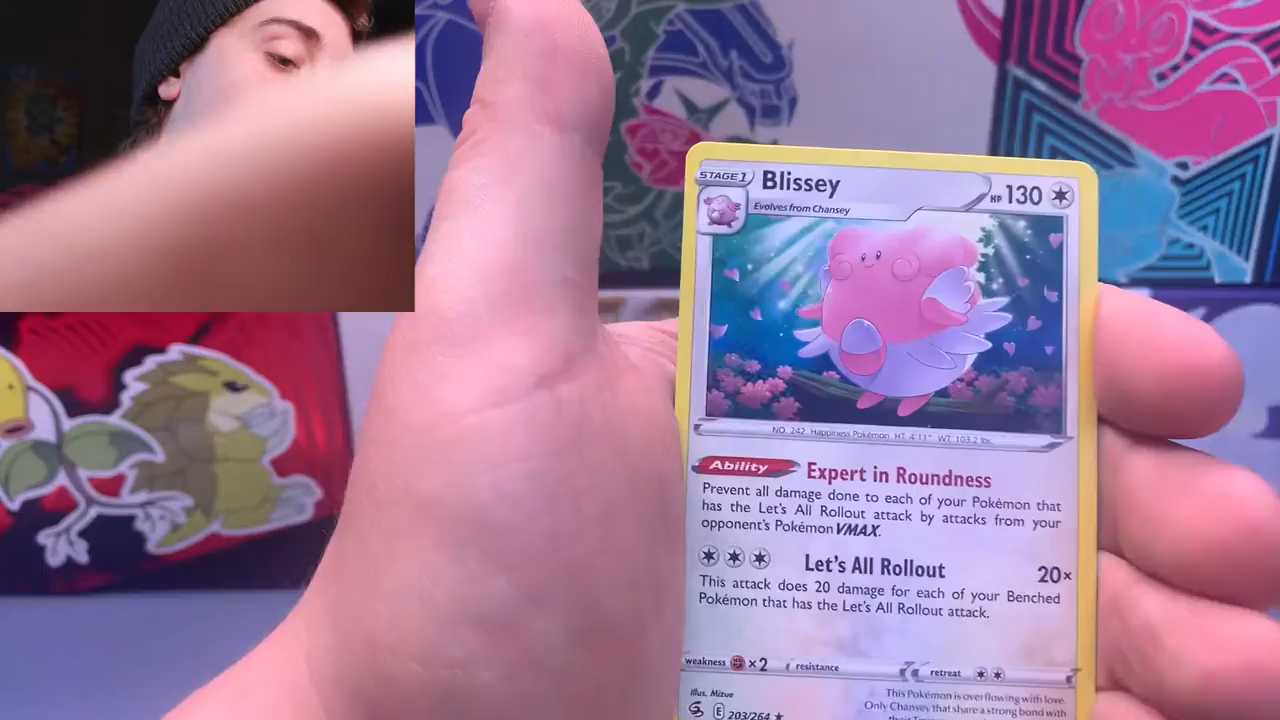 STAGE 1
Blissey
HP 130
Evolves from Chansey
NO. 242 Happiness Pokémon HT: 4'11" WT: 103.2 lbs.
Ability Expert in Roundness
Prevent all damage done to each of your Pokémon that
has the Let's All Rollout attack by attacks from your
opponent's Pokémon VMAX.
Let's All Rollout 20×
This attack does 20 damage for each of your Benched
Pokémon that has the Let's All Rollout attack.
weakness ×2 resistance retreat
Illus. Mizue
E 203/264 ★
This Pokémon is overflowing with love.
Only Chansey that share a strong bond with